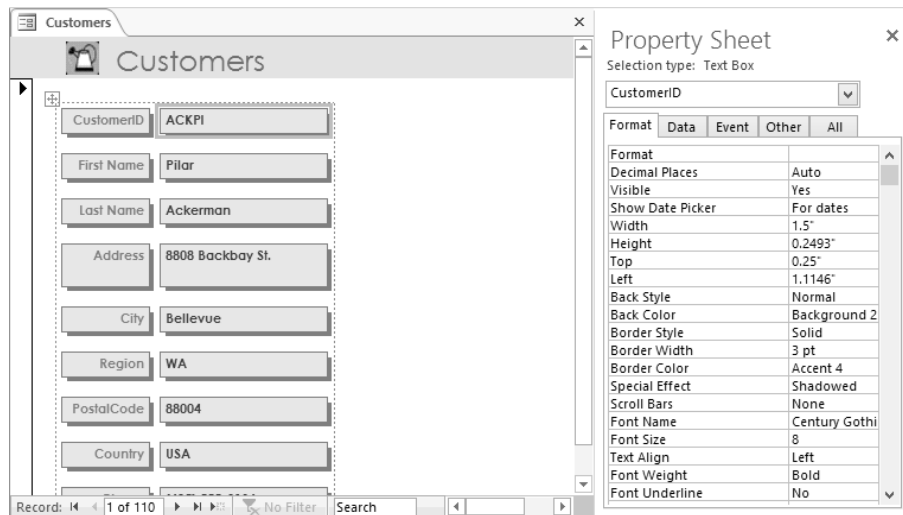 Customers
Customers
CustomerID ACKPI
First Name Pilar
Last Name Ackerman
Address 8808 Backbay St.
City Bellevue
Region WA
PostalCode 88004
Country USA
Record: 1 of 110 No Filter Search
Property Sheet
Selection type: Text Box
CustomerID
Format Data Event Other All
Format
Decimal Places Auto
Visible Yes
Show Date Picker For dates
Width 1.5"
Height 0.2493"
Top 0.25"
Left 1.1146"
Back Style Normal
Back Color Background 2
Border Style Solid
Border Width 3 pt
Border Color Accent 4
Special Effect Shadowed
Scroll Bars None
Font Name Century Gothi
Font Size 8
Text Align Left
Font Weight Bold
Font Underline No